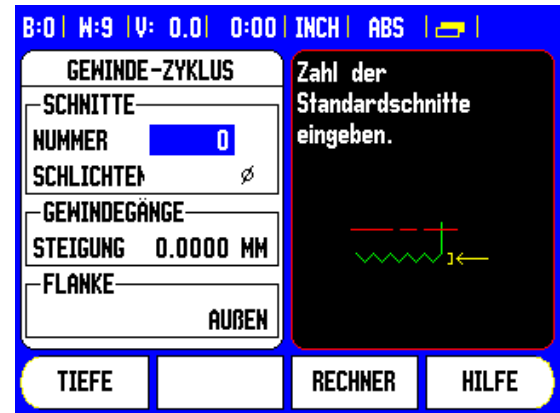 B:0 | W:9 | V: 0.0 | 0:00 | INCH | ABS
GEWINDE-ZYKLUS
SCHNITTE
NUMMER 0
SCHLICHTEN ø
GEWINDEGÄNGE
STEIGUNG 0.0000 MM
FLANKE
AUßEN
Zahl der
Standardschnitte
eingeben.
TIEFE
RECHNER
HILFE